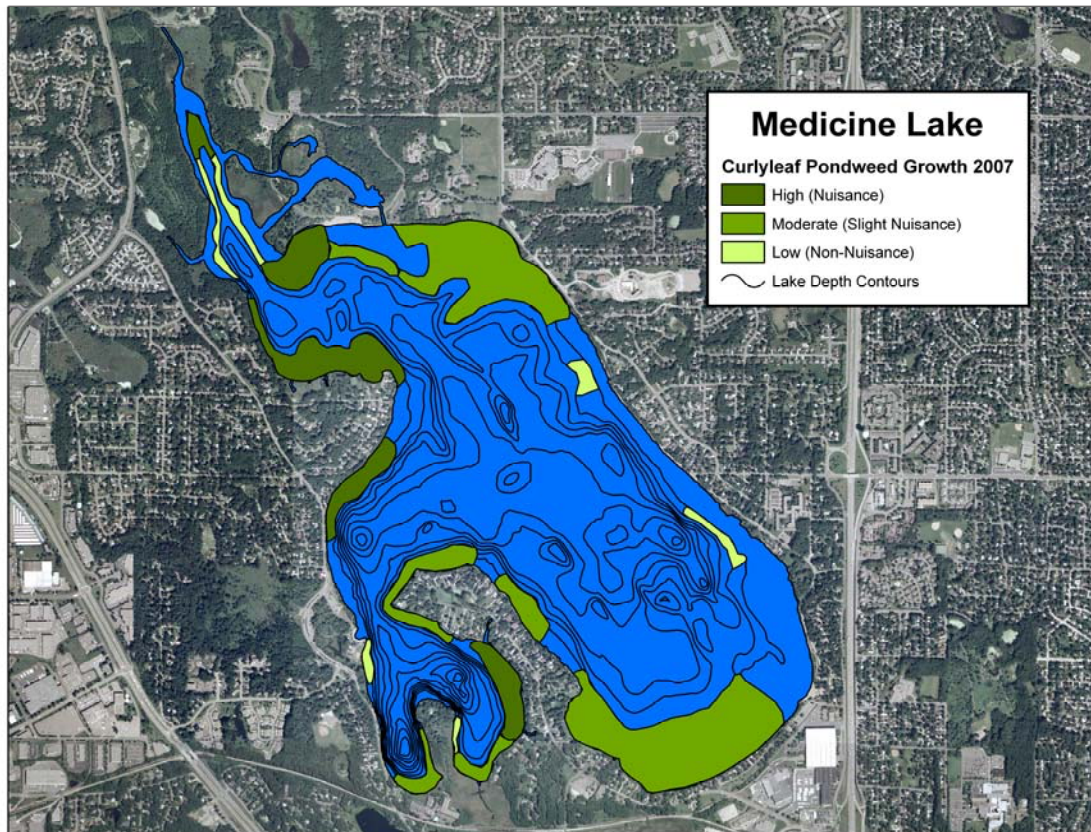 Medicine Lake
Curlyleaf Pondweed Growth 2007
High (Nuisance)
Moderate (Slight Nuisance)
Low (Non-Nuisance)
Lake Depth Contours